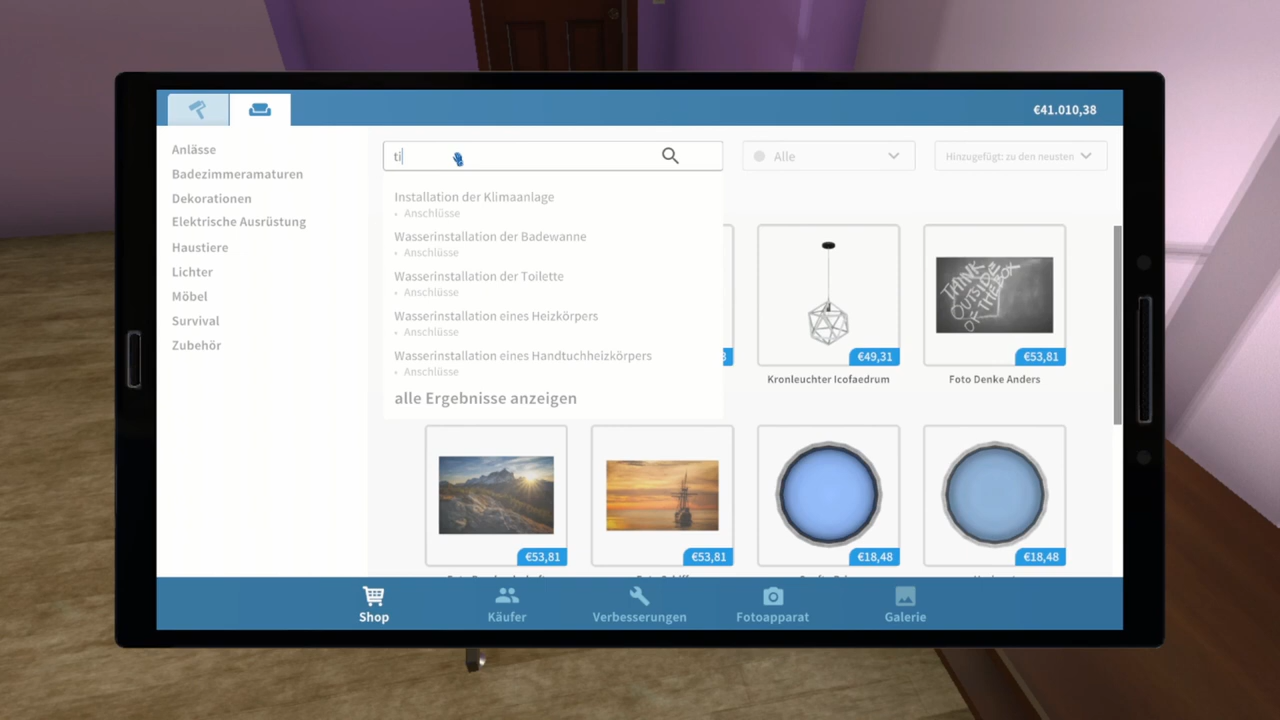 €41.010,38
Anlässe
Badezimmeramaturen
Dekorationen
Elektrische Ausrüstung
Haustiere
Lichter
Möbel
Survival
Zubehör
ti
Alle
Hinzugefügt: zu den neusten
Installation der Klimaanlage
• Anschlüsse
Wasserinstallation der Badewanne
• Anschlüsse
Wasserinstallation der Toilette
• Anschlüsse
Wasserinstallation eines Heizkörpers
• Anschlüsse
Wasserinstallation eines Handtuchheizkörpers
• Anschlüsse
alle Ergebnisse anzeigen
THINK
OUTSIDE
OF THE BOX
€49,31
€53,81
Kronleuchter Icofaedrum
Foto Denke Anders
€53,81
€53,81
€18,48
€18,48
Shop
Käufer
Verbesserungen
Fotoapparat
Galerie